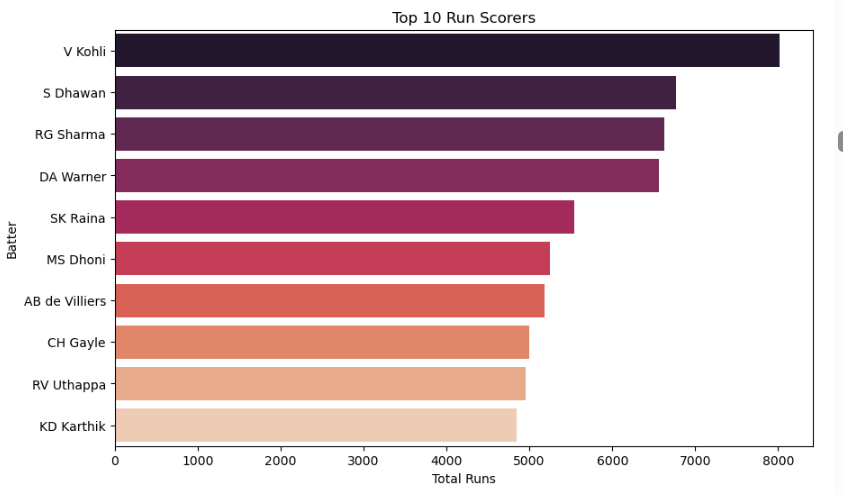 Top 10 Run Scorers
Batter
V Kohli
S Dhawan
RG Sharma
DA Warner
SK Raina
MS Dhoni
AB de Villiers
CH Gayle
RV Uthappa
KD Karthik
0 1000 2000 3000 4000 5000 6000 7000 8000
Total Runs